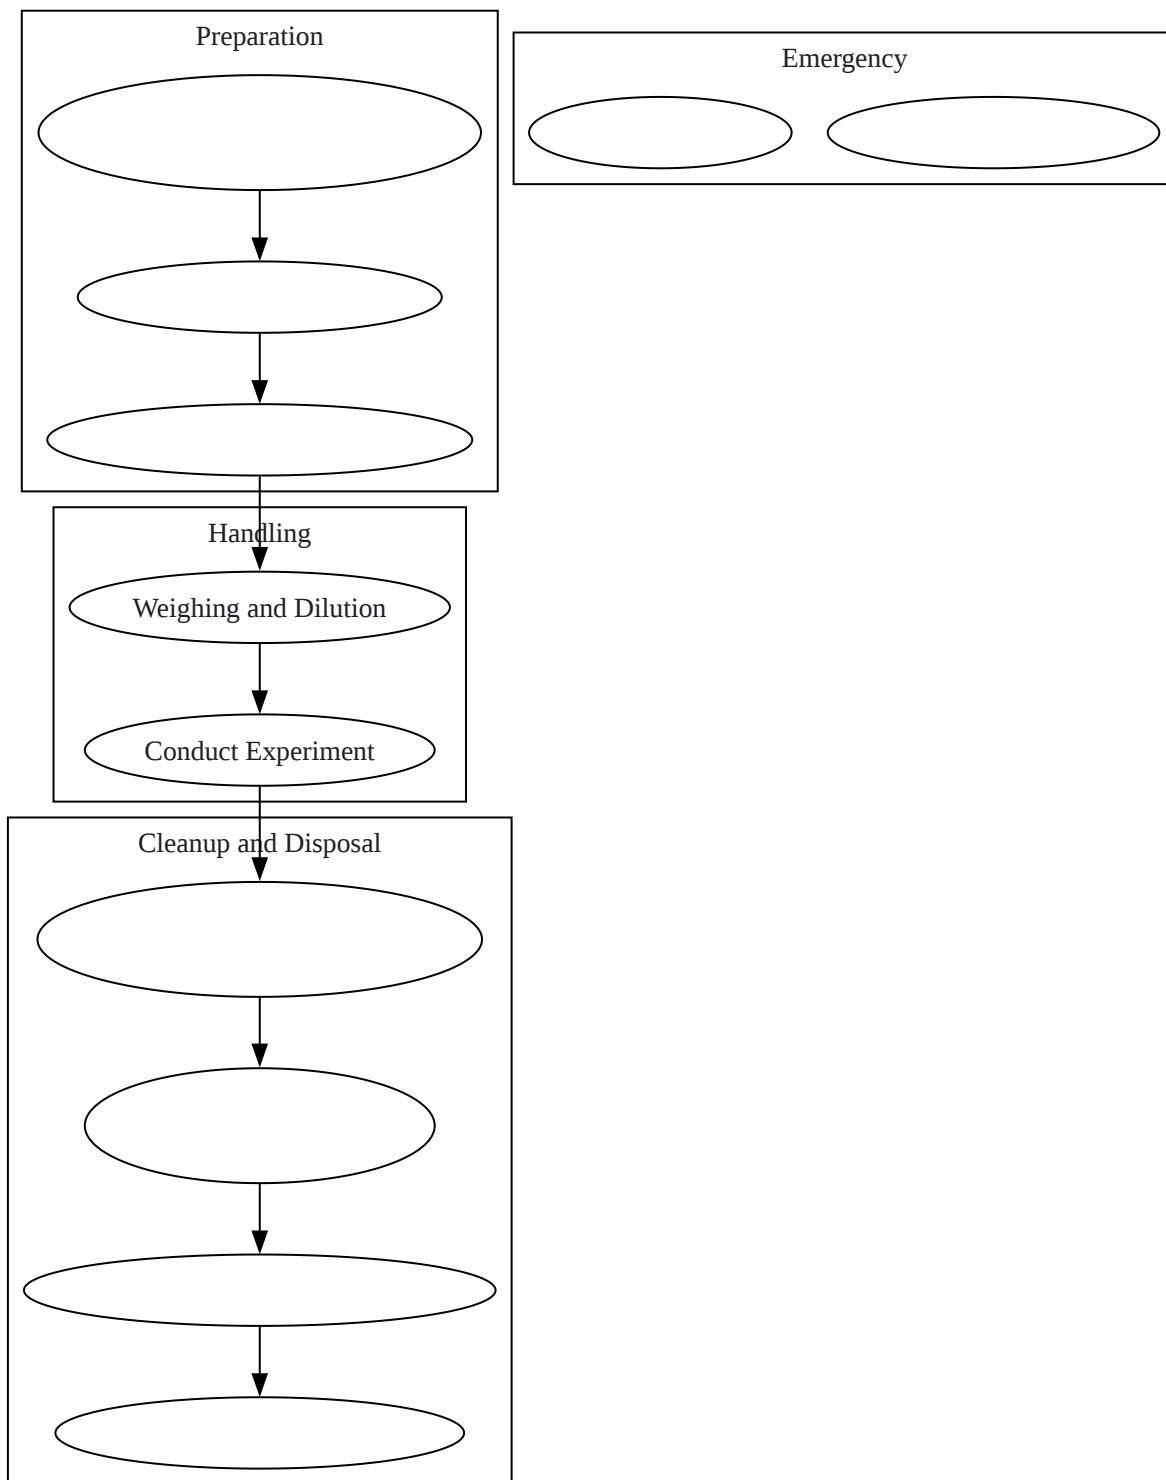 Preparation
Emergency
Handling
Weighing and Dilution
Conduct Experiment
Cleanup and Disposal